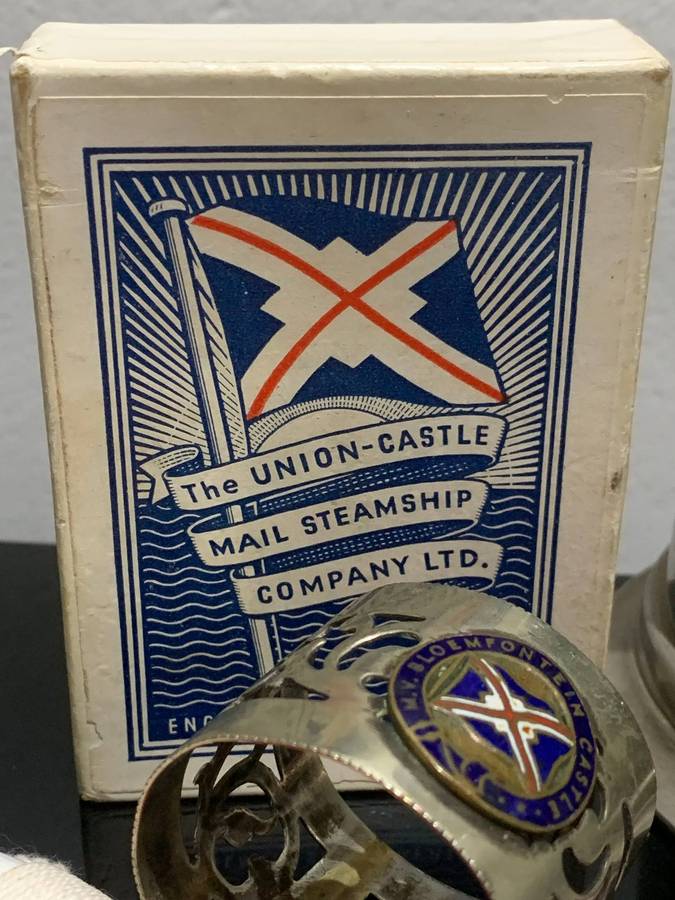 The UNION-CASTLE
MAIL STEAMSHIP
COMPANY LTD.
M.V. BLOEMFONTEIN CASTLE